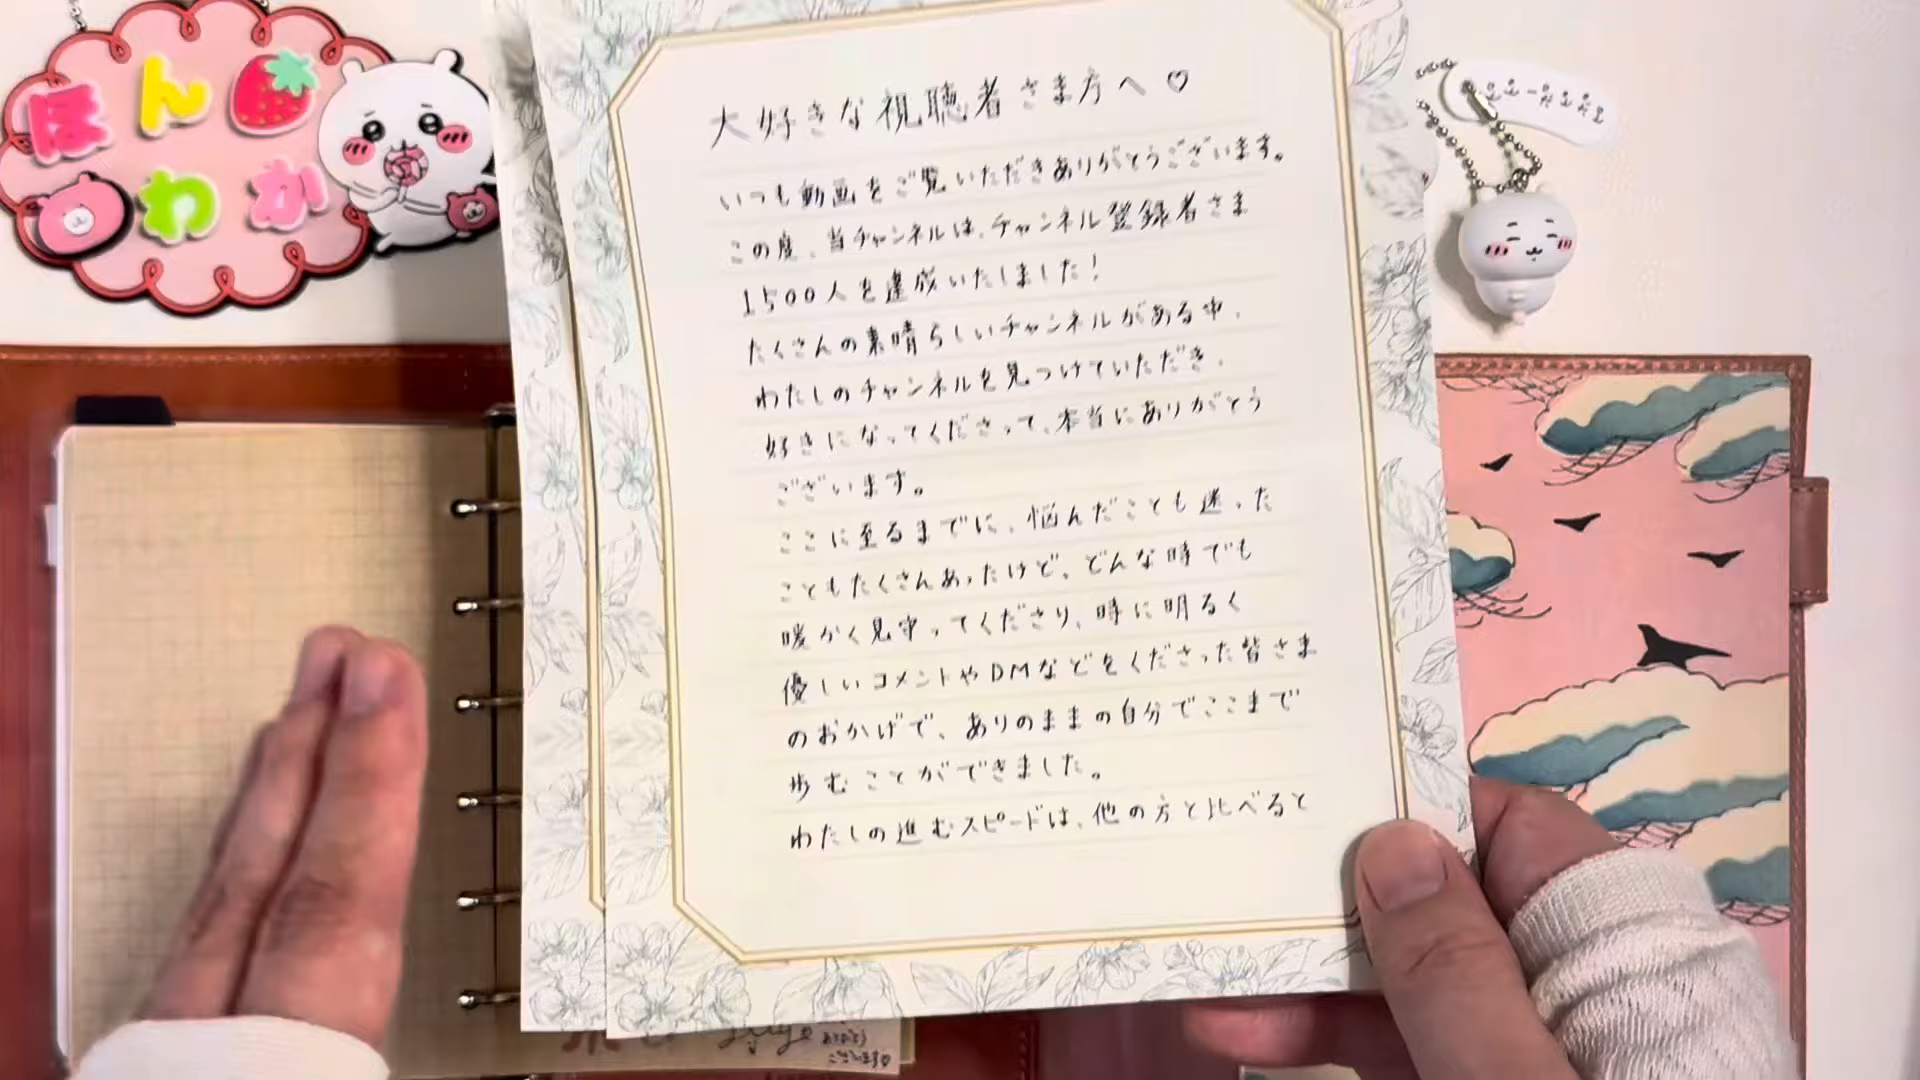 ほん
わか
大好きな視聴者さま方へ♡
いつも動画をご覧いただきありがとうございます。
この度、当チャンネルは、チャンネル登録者さま
1500人を達成いたしました!
たくさんの素晴らしいチャンネルがある中、
わたしのチャンネルを見つけていただき、
好きになってくださって、本当にありがとう
ございます。
ここに至るまでに、悩んだことも迷った
こともたくさんあったけど、どんな時でも
暖かく見守ってくださり、時に明るく
優しいコメントやDMなどをくださった皆さま
のおかげで、ありのままの自分でここまで
歩むことができました。
わたしの進むスピードは、他の方と比べると